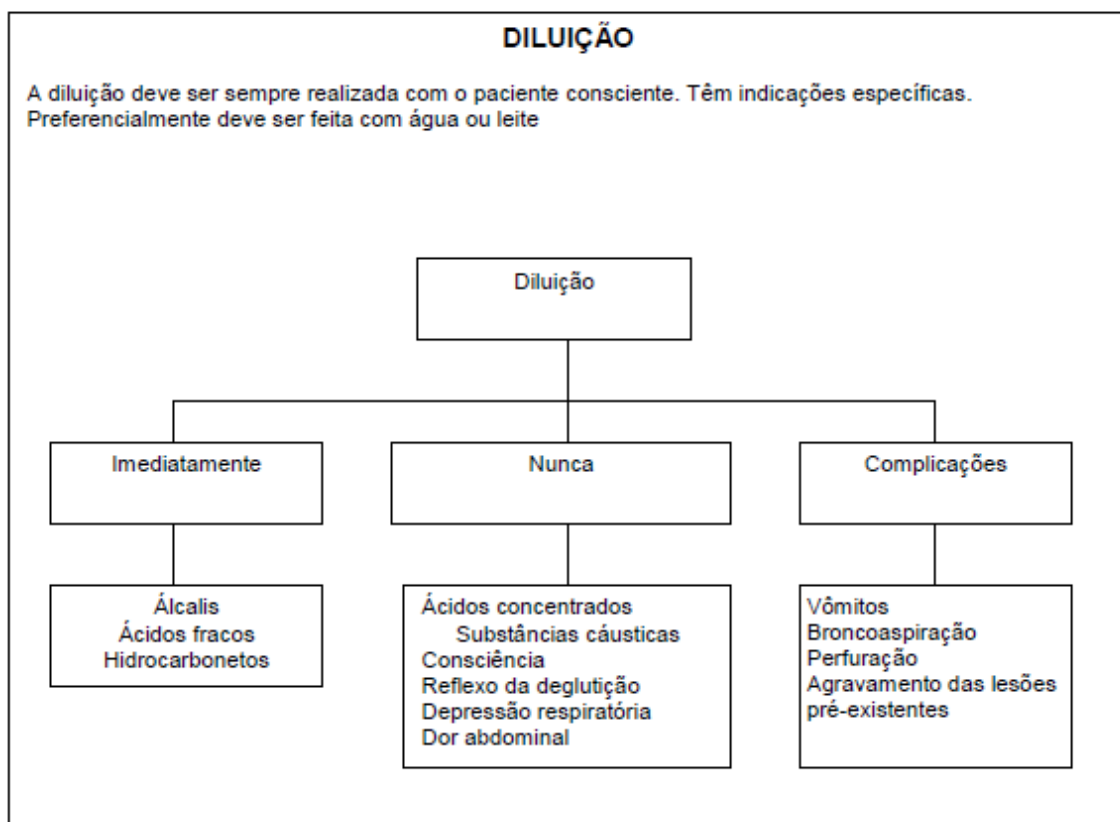 DILUIÇÃO
A diluição deve ser sempre realizada com o paciente consciente. Têm indicações específicas.
Preferencialmente deve ser feita com água ou leite
Diluição
Imediatamente
Nunca
Complicações
Álcalis
Ácidos fracos
Hidrocarbonetos
Ácidos concentrados
Substâncias cáusticas
Consciência
Reflexo da deglutição
Depressão respiratória
Dor abdominal
Vômitos
Broncoaspiração
Perfuração
Agravamento das lesões
pré-existentes